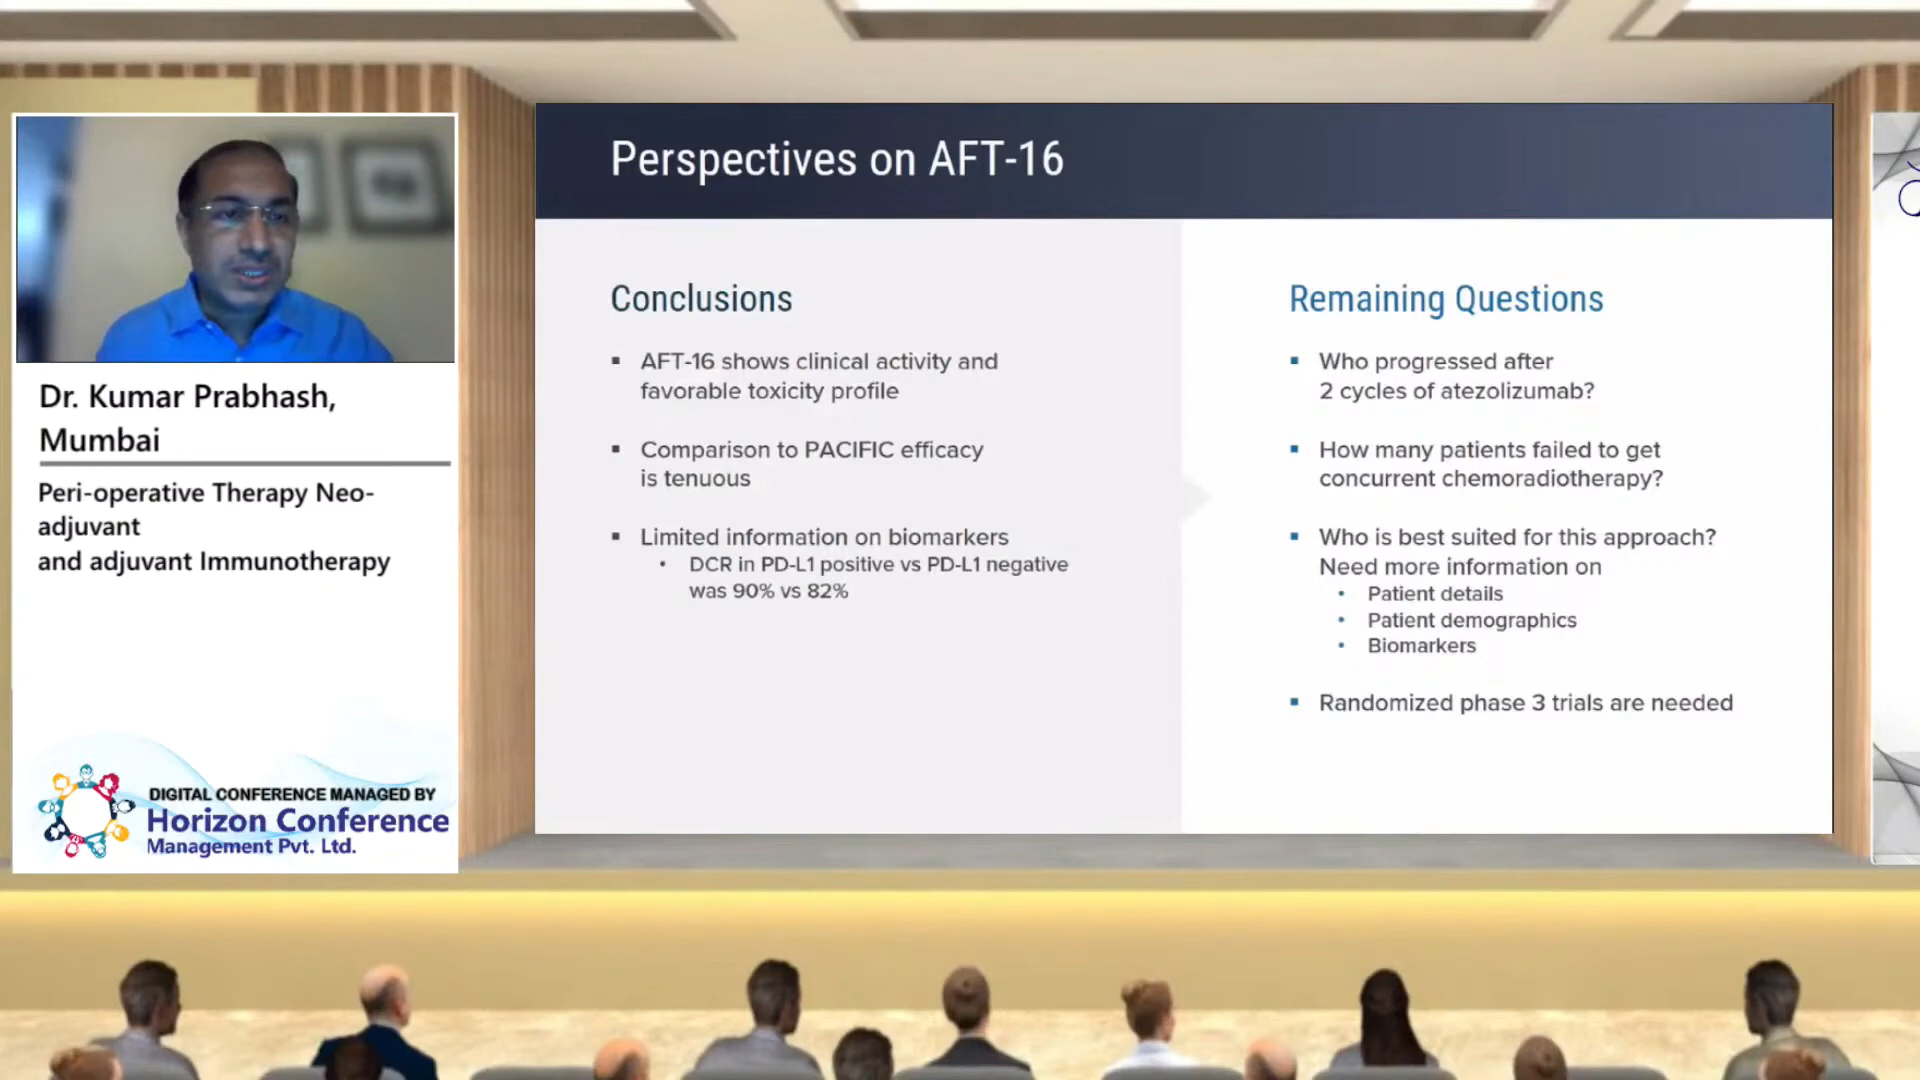 Dr. Kumar Prabhash,
Mumbai
Peri-operative Therapy Neo-
adjuvant
and adjuvant Immunotherapy
DIGITAL CONFERENCE MANAGED BY
Horizon Conference
Management Pvt. Ltd.
Perspectives on AFT-16
Conclusions
▪ AFT-16 shows clinical activity and
favorable toxicity profile
▪ Comparison to PACIFIC efficacy
is tenuous
▪ Limited information on biomarkers
• DCR in PD-L1 positive vs PD-L1 negative
was 90% vs 82%
Remaining Questions
▪ Who progressed after
2 cycles of atezolizumab?
▪ How many patients failed to get
concurrent chemoradiotherapy?
▪ Who is best suited for this approach?
Need more information on
• Patient details
• Patient demographics
• Biomarkers
▪ Randomized phase 3 trials are needed